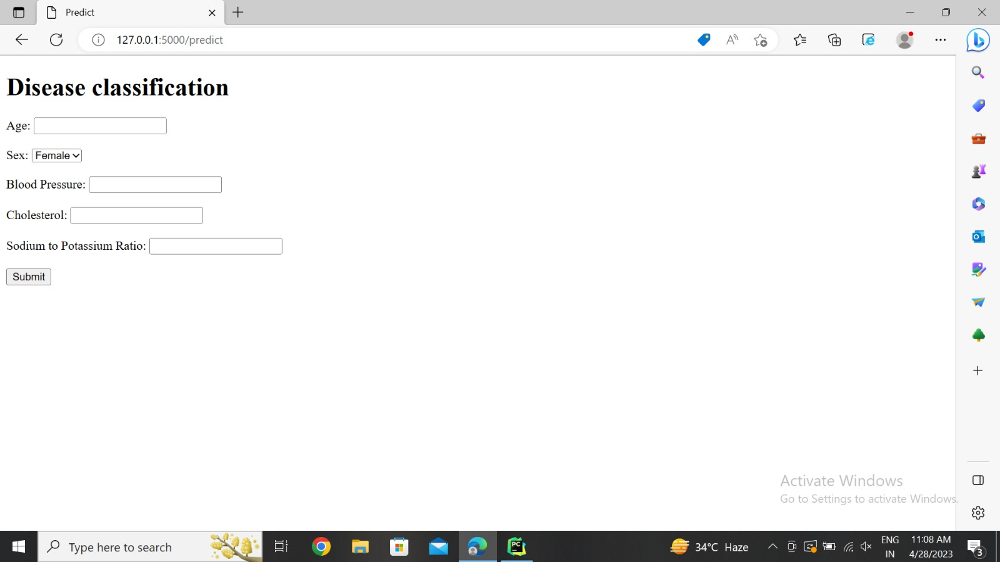 Predict
127.0.0.1:5000/predict
Disease classification
Age:
Sex: Female
Blood Pressure:
Cholesterol:
Sodium to Potassium Ratio:
Submit
Activate Windows
Go to Settings to activate Windows.
Type here to search
PC
34°C Haze
ENG
IN
11:08 AM
4/28/2023
3